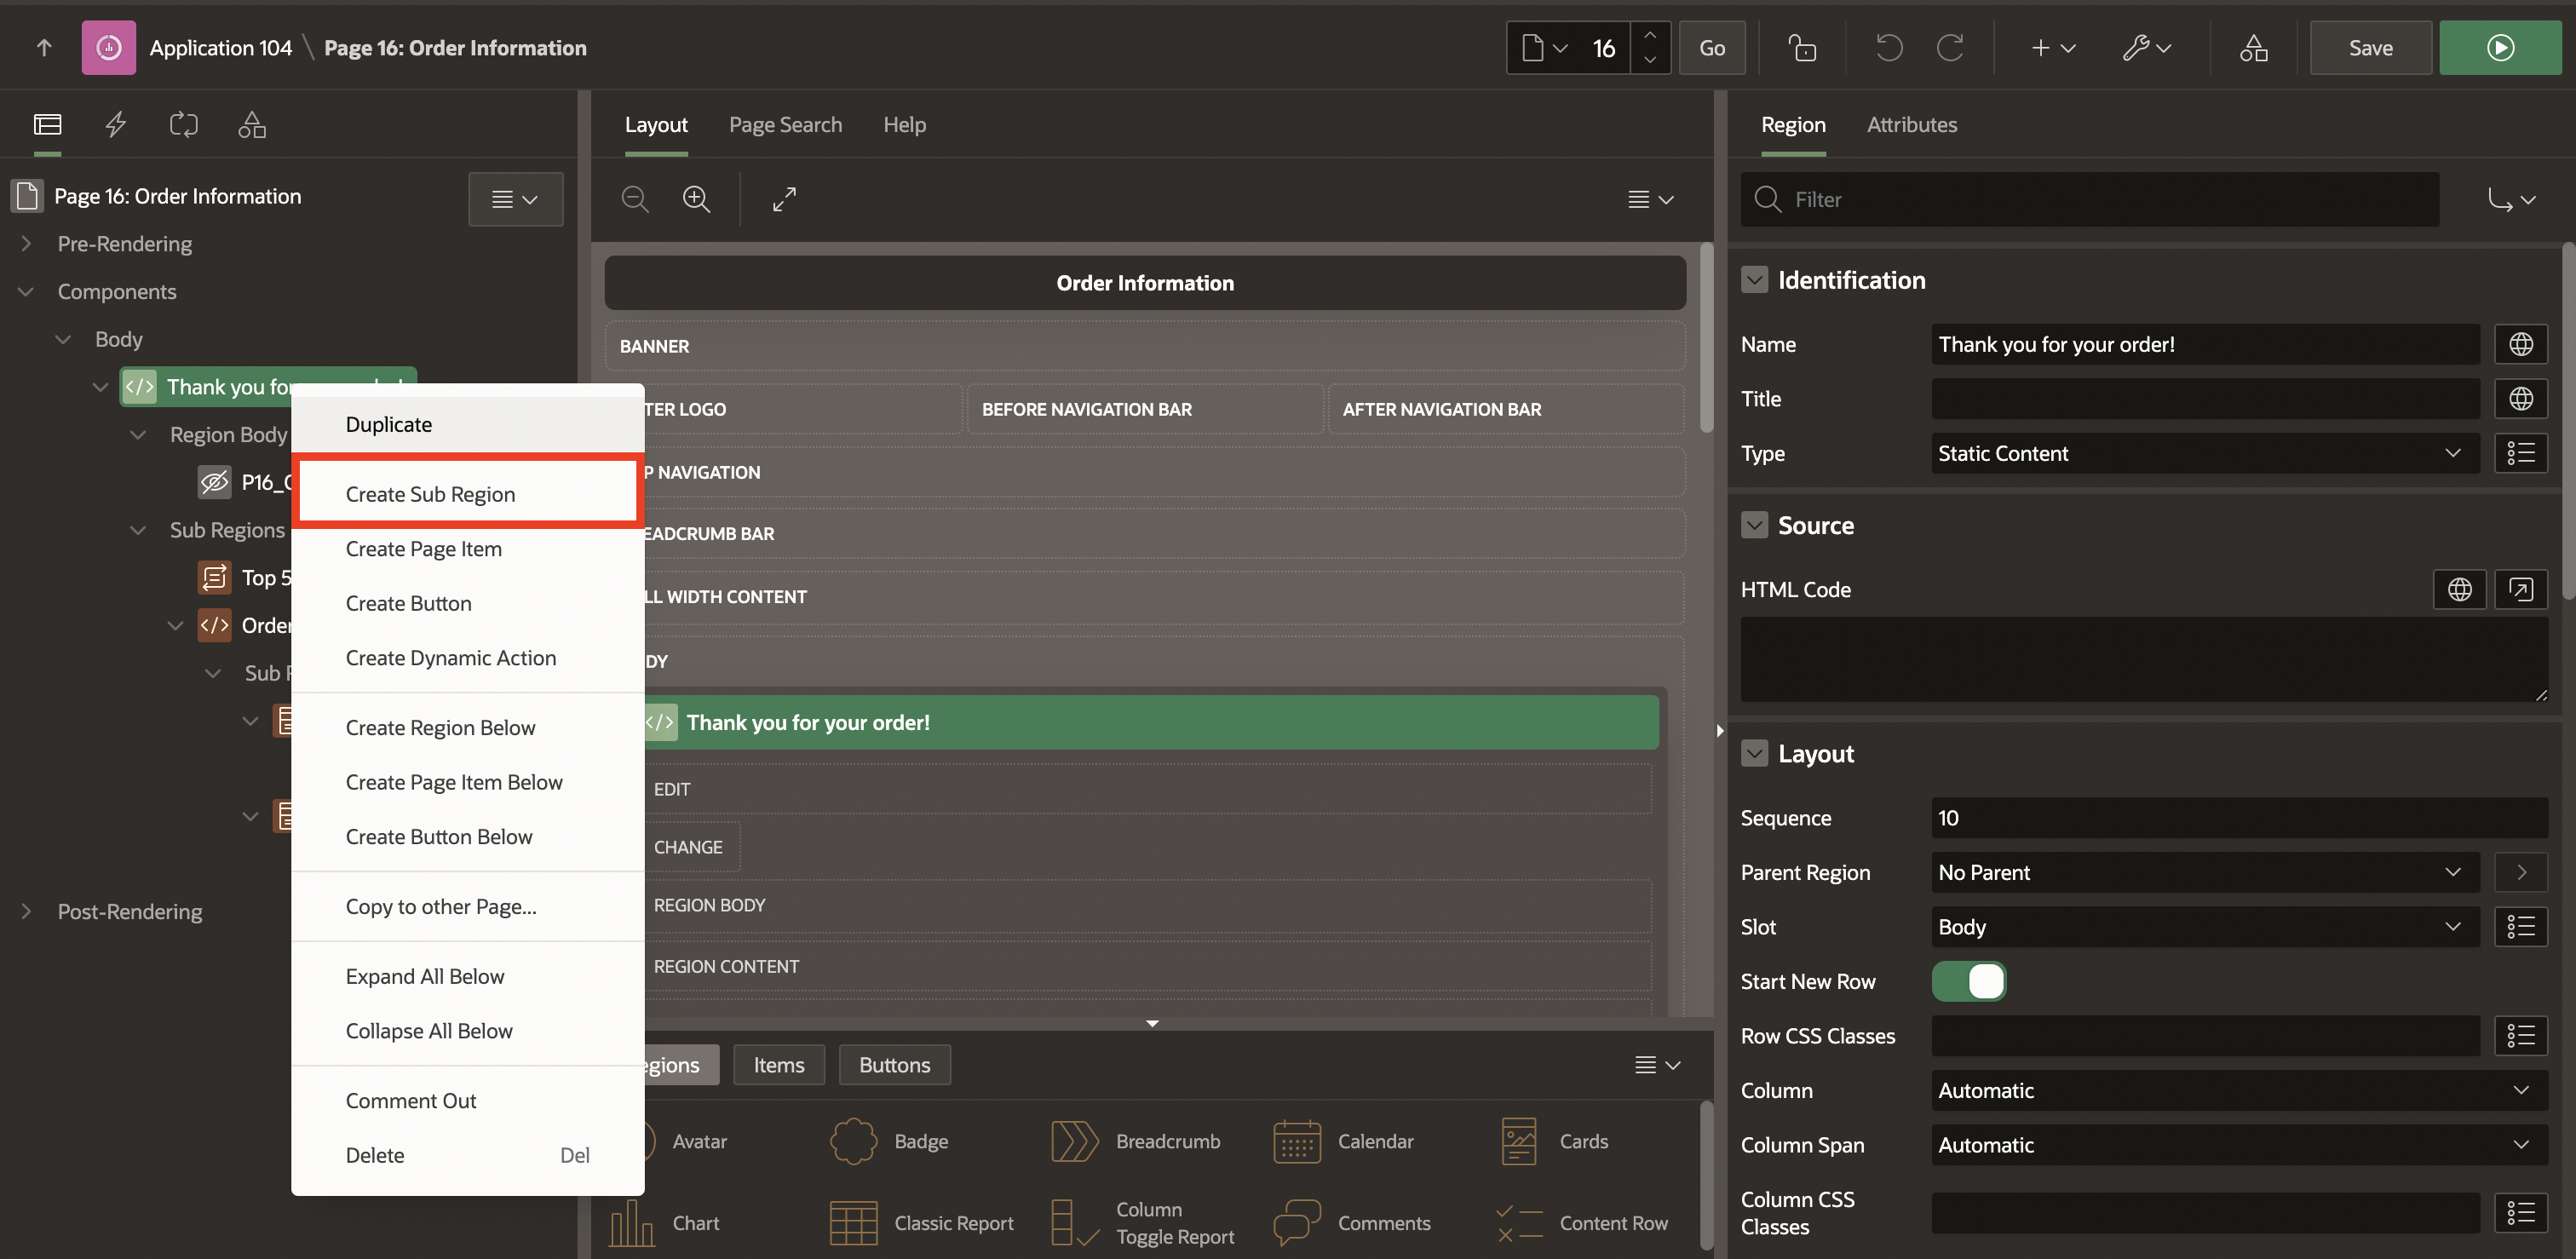 Application 104 \ Page 16: Order Information
16
Go
Save
Layout
Page Search
Help
Region
Attributes
Page 16: Order Information
Pre-Rendering
Components
Body
</> Thank you for
Region Body
P16_
Sub Regions
Top 5
</> Order
Sub
Post-Rendering
Duplicate
Create Sub Region
Create Page Item
Create Button
Create Dynamic Action
Create Region Below
Create Page Item Below
Create Button Below
Copy to other Page...
Expand All Below
Collapse All Below
Comment Out
Delete Del
Order Information
BANNER
TER LOGO
BEFORE NAVIGATION BAR
AFTER NAVIGATION BAR
P NAVIGATION
EADCRUMB BAR
LL WIDTH CONTENT
DY
</> Thank you for your order!
EDIT
CHANGE
REGION BODY
REGION CONTENT
egions
Items
Buttons
Avatar
Badge
Breadcrumb
Calendar
Cards
Chart
Classic Report
Column
Toggle Report
Comments
Content Row
Filter
Identification
Name
Thank you for your order!
Title
Type
Static Content
Source
HTML Code
Layout
Sequence
10
Parent Region
No Parent
Slot
Body
Start New Row
Row CSS Classes
Column
Automatic
Column Span
Automatic
Column CSS
Classes